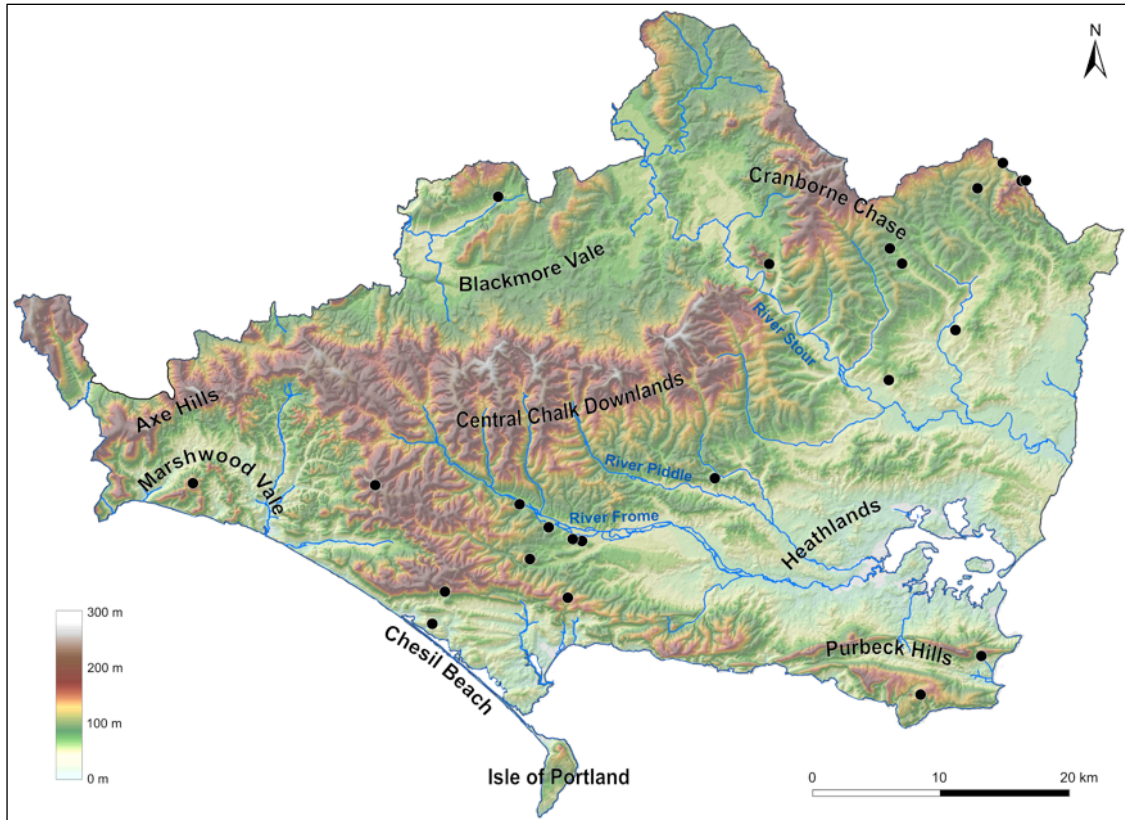 N
Cranborne Chase
Blackmore Vale
River Stour
Axe Hills
Central Chalk Downlands
Marshwood Vale
River Piddle
River Frome
Heathlands
300 m
200 m
100 m
0 m
Chesil Beach
Purbeck Hills
Isle of Portland
0 10 20 km